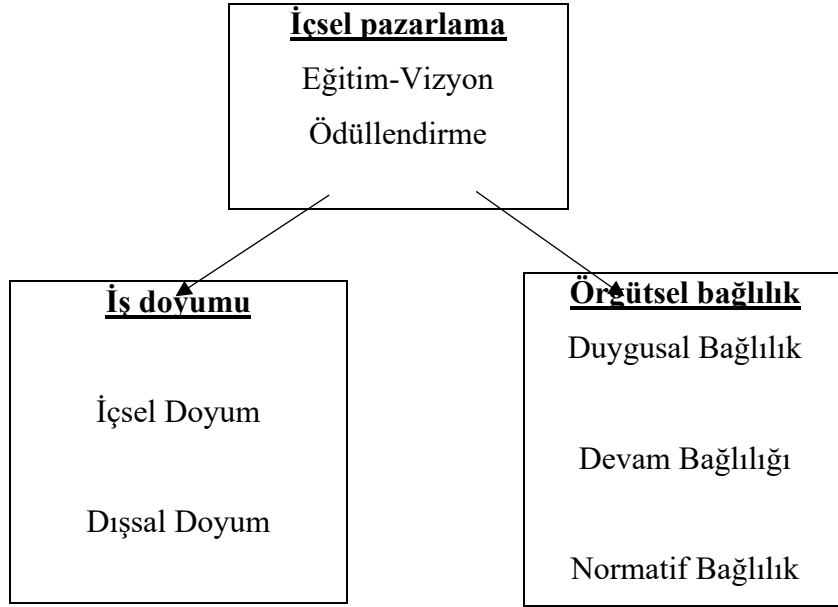 İçsel pazarlama
Eğitim-Vizyon
Ödüllendirme
İş doyumu
İçsel Doyum
Dışsal Doyum
Örgütsel bağlılık
Duygusal Bağlılık
Devam Bağlılığı
Normatif Bağlılık